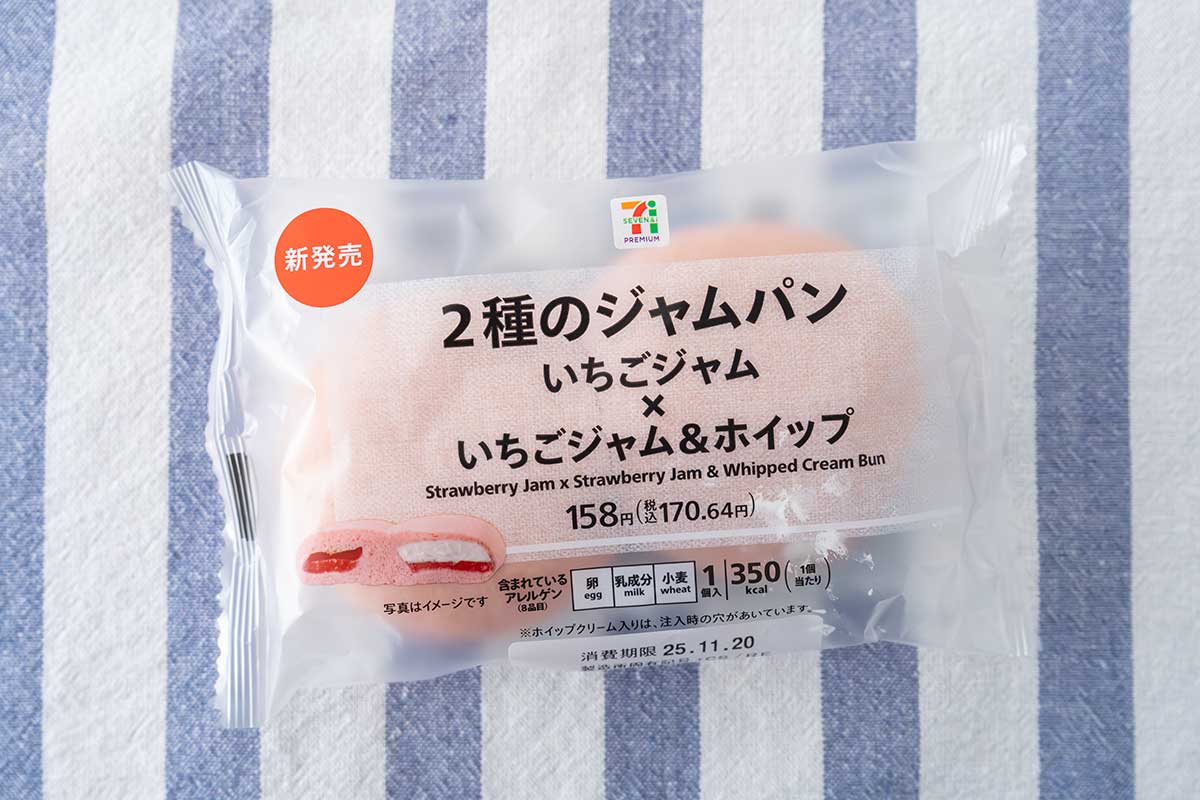 新発売
SEVEN&i
PREMIUM
2種のジャムパン
いちごジャム
×
いちごジャム&ホイップ
Strawberry Jam x Strawberry Jam & Whipped Cream Bun
158円(税込170.64円)
写真はイメージです
含まれているアレルゲン(8品目)
卵 egg
乳成分 milk
小麦 wheat
1個入
350kcal(1個当たり)
※ホイップクリーム入りは、注入時の穴があいています。
消費期限 25.11.20